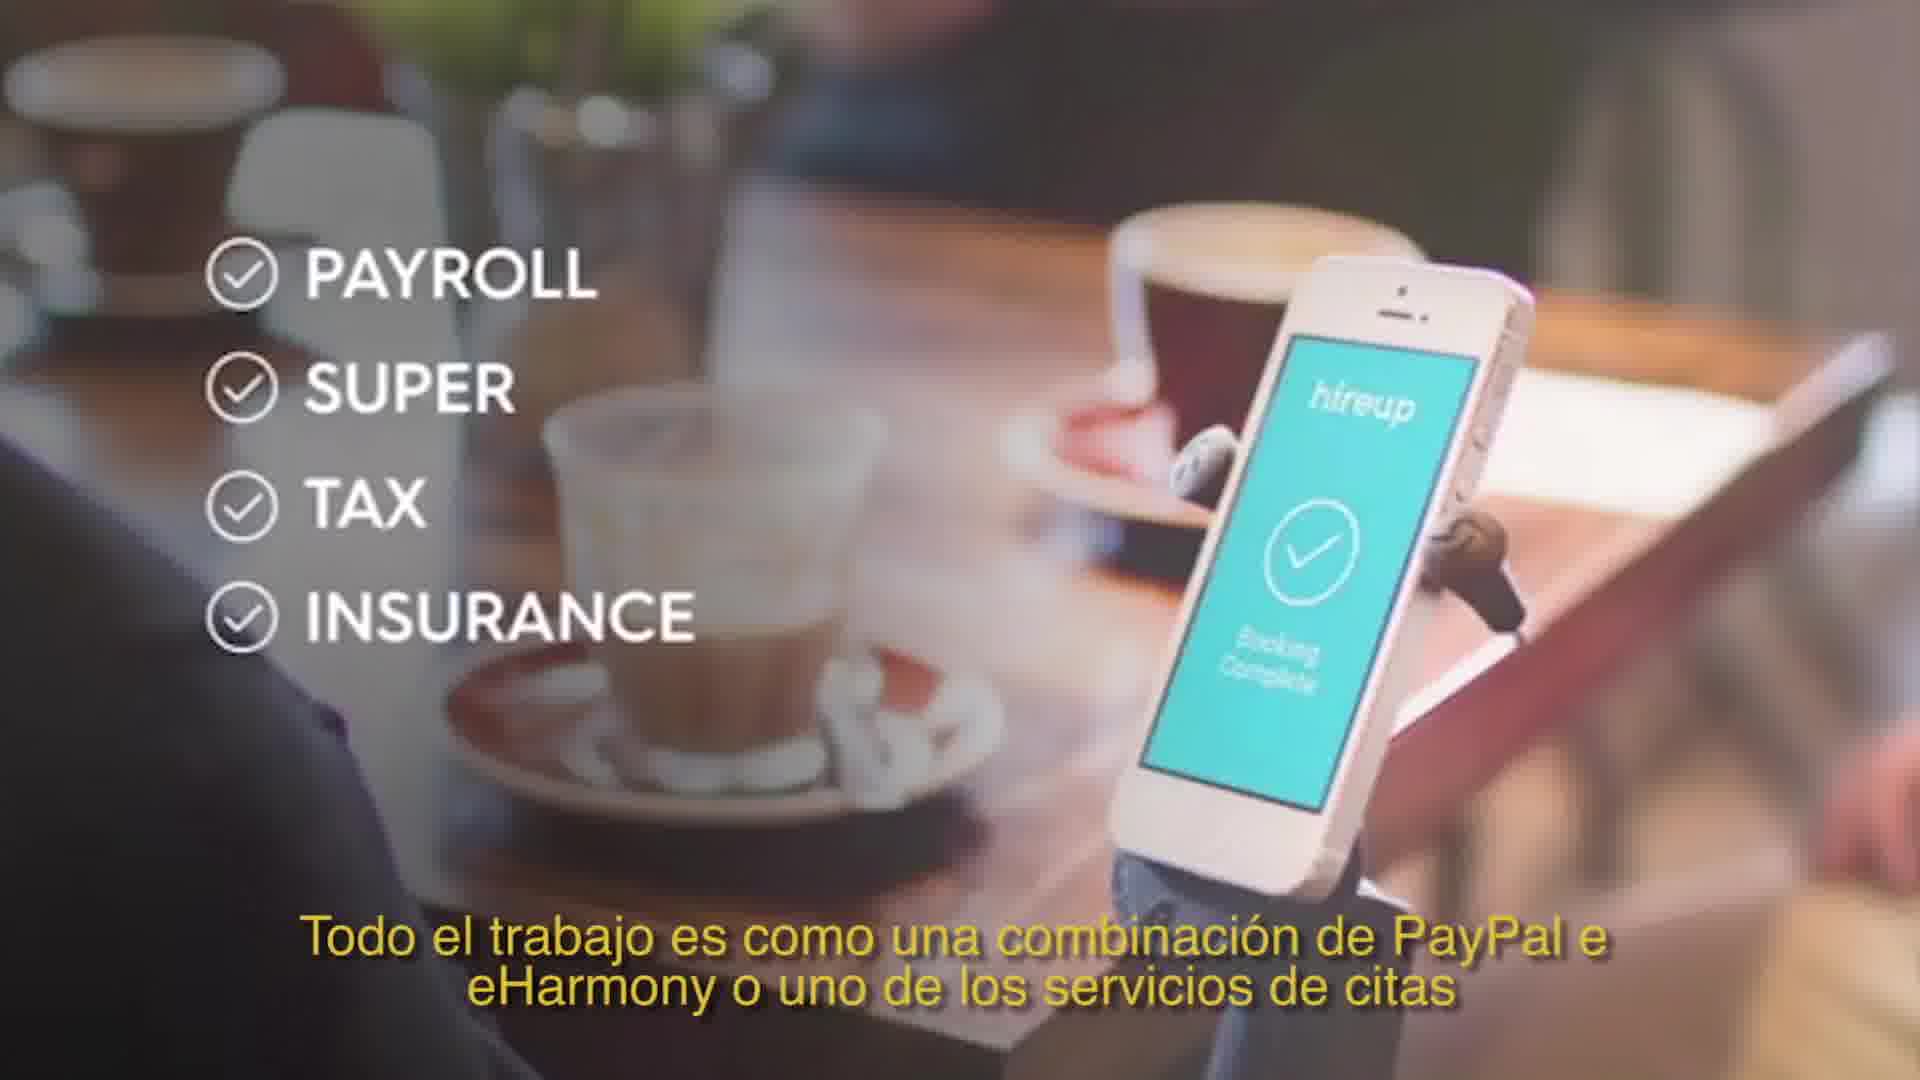 PAYROLL
SUPER
TAX
INSURANCE
hireup
Booking
Complete
Todo el trabajo es como una combinación de PayPal e
eHarmony o uno de los servicios de citas